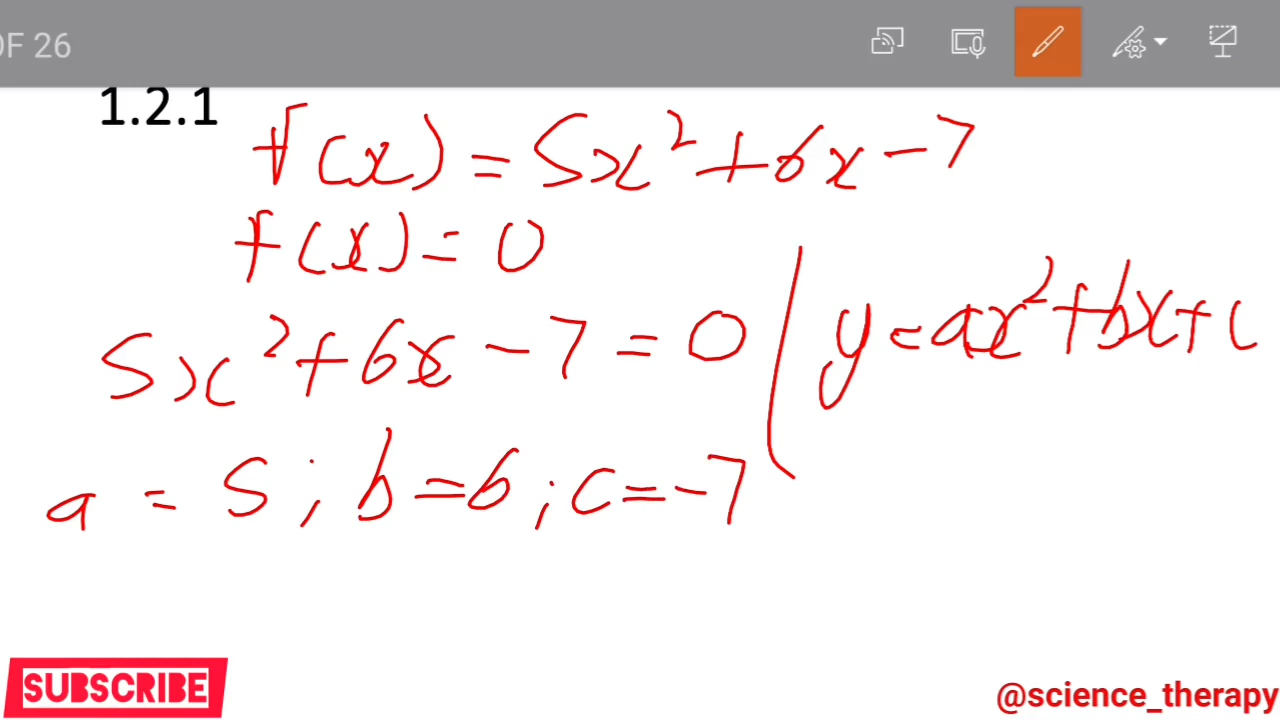 OF 26
1.2.1
f(x) = 5x² + 6x - 7
f(x) = 0
5x² + 6x - 7 = 0
y = ax² + bx + c
a = 5 ; b = 6 ; c = -7
SUBSCRIBE
@science_therapy